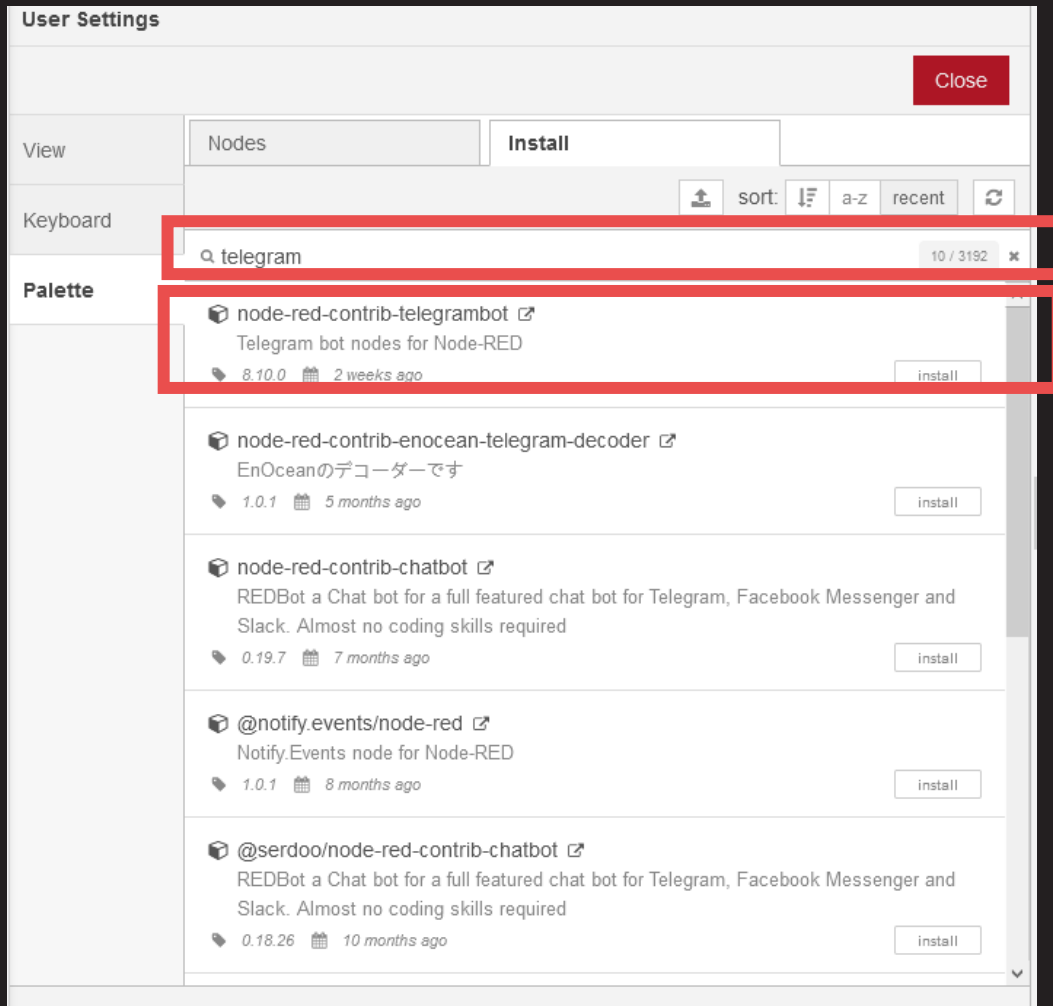 User Settings
Close
View
Keyboard
Palette
Nodes
Install
sort: a-z recent
telegram
10 / 3192
node-red-contrib-telegrambot
Telegram bot nodes for Node-RED
8.10.0 2 weeks ago
install
node-red-contrib-enocean-telegram-decoder
EnOceanのデコーダーです
1.0.1 5 months ago
install
node-red-contrib-chatbot
REDBot a Chat bot for a full featured chat bot for Telegram, Facebook Messenger and
Slack. Almost no coding skills required
0.19.7 7 months ago
install
@notify.events/node-red
Notify.Events node for Node-RED
1.0.1 8 months ago
install
@serdoo/node-red-contrib-chatbot
REDBot a Chat bot for a full featured chat bot for Telegram, Facebook Messenger and
Slack. Almost no coding skills required
0.18.26 10 months ago
install